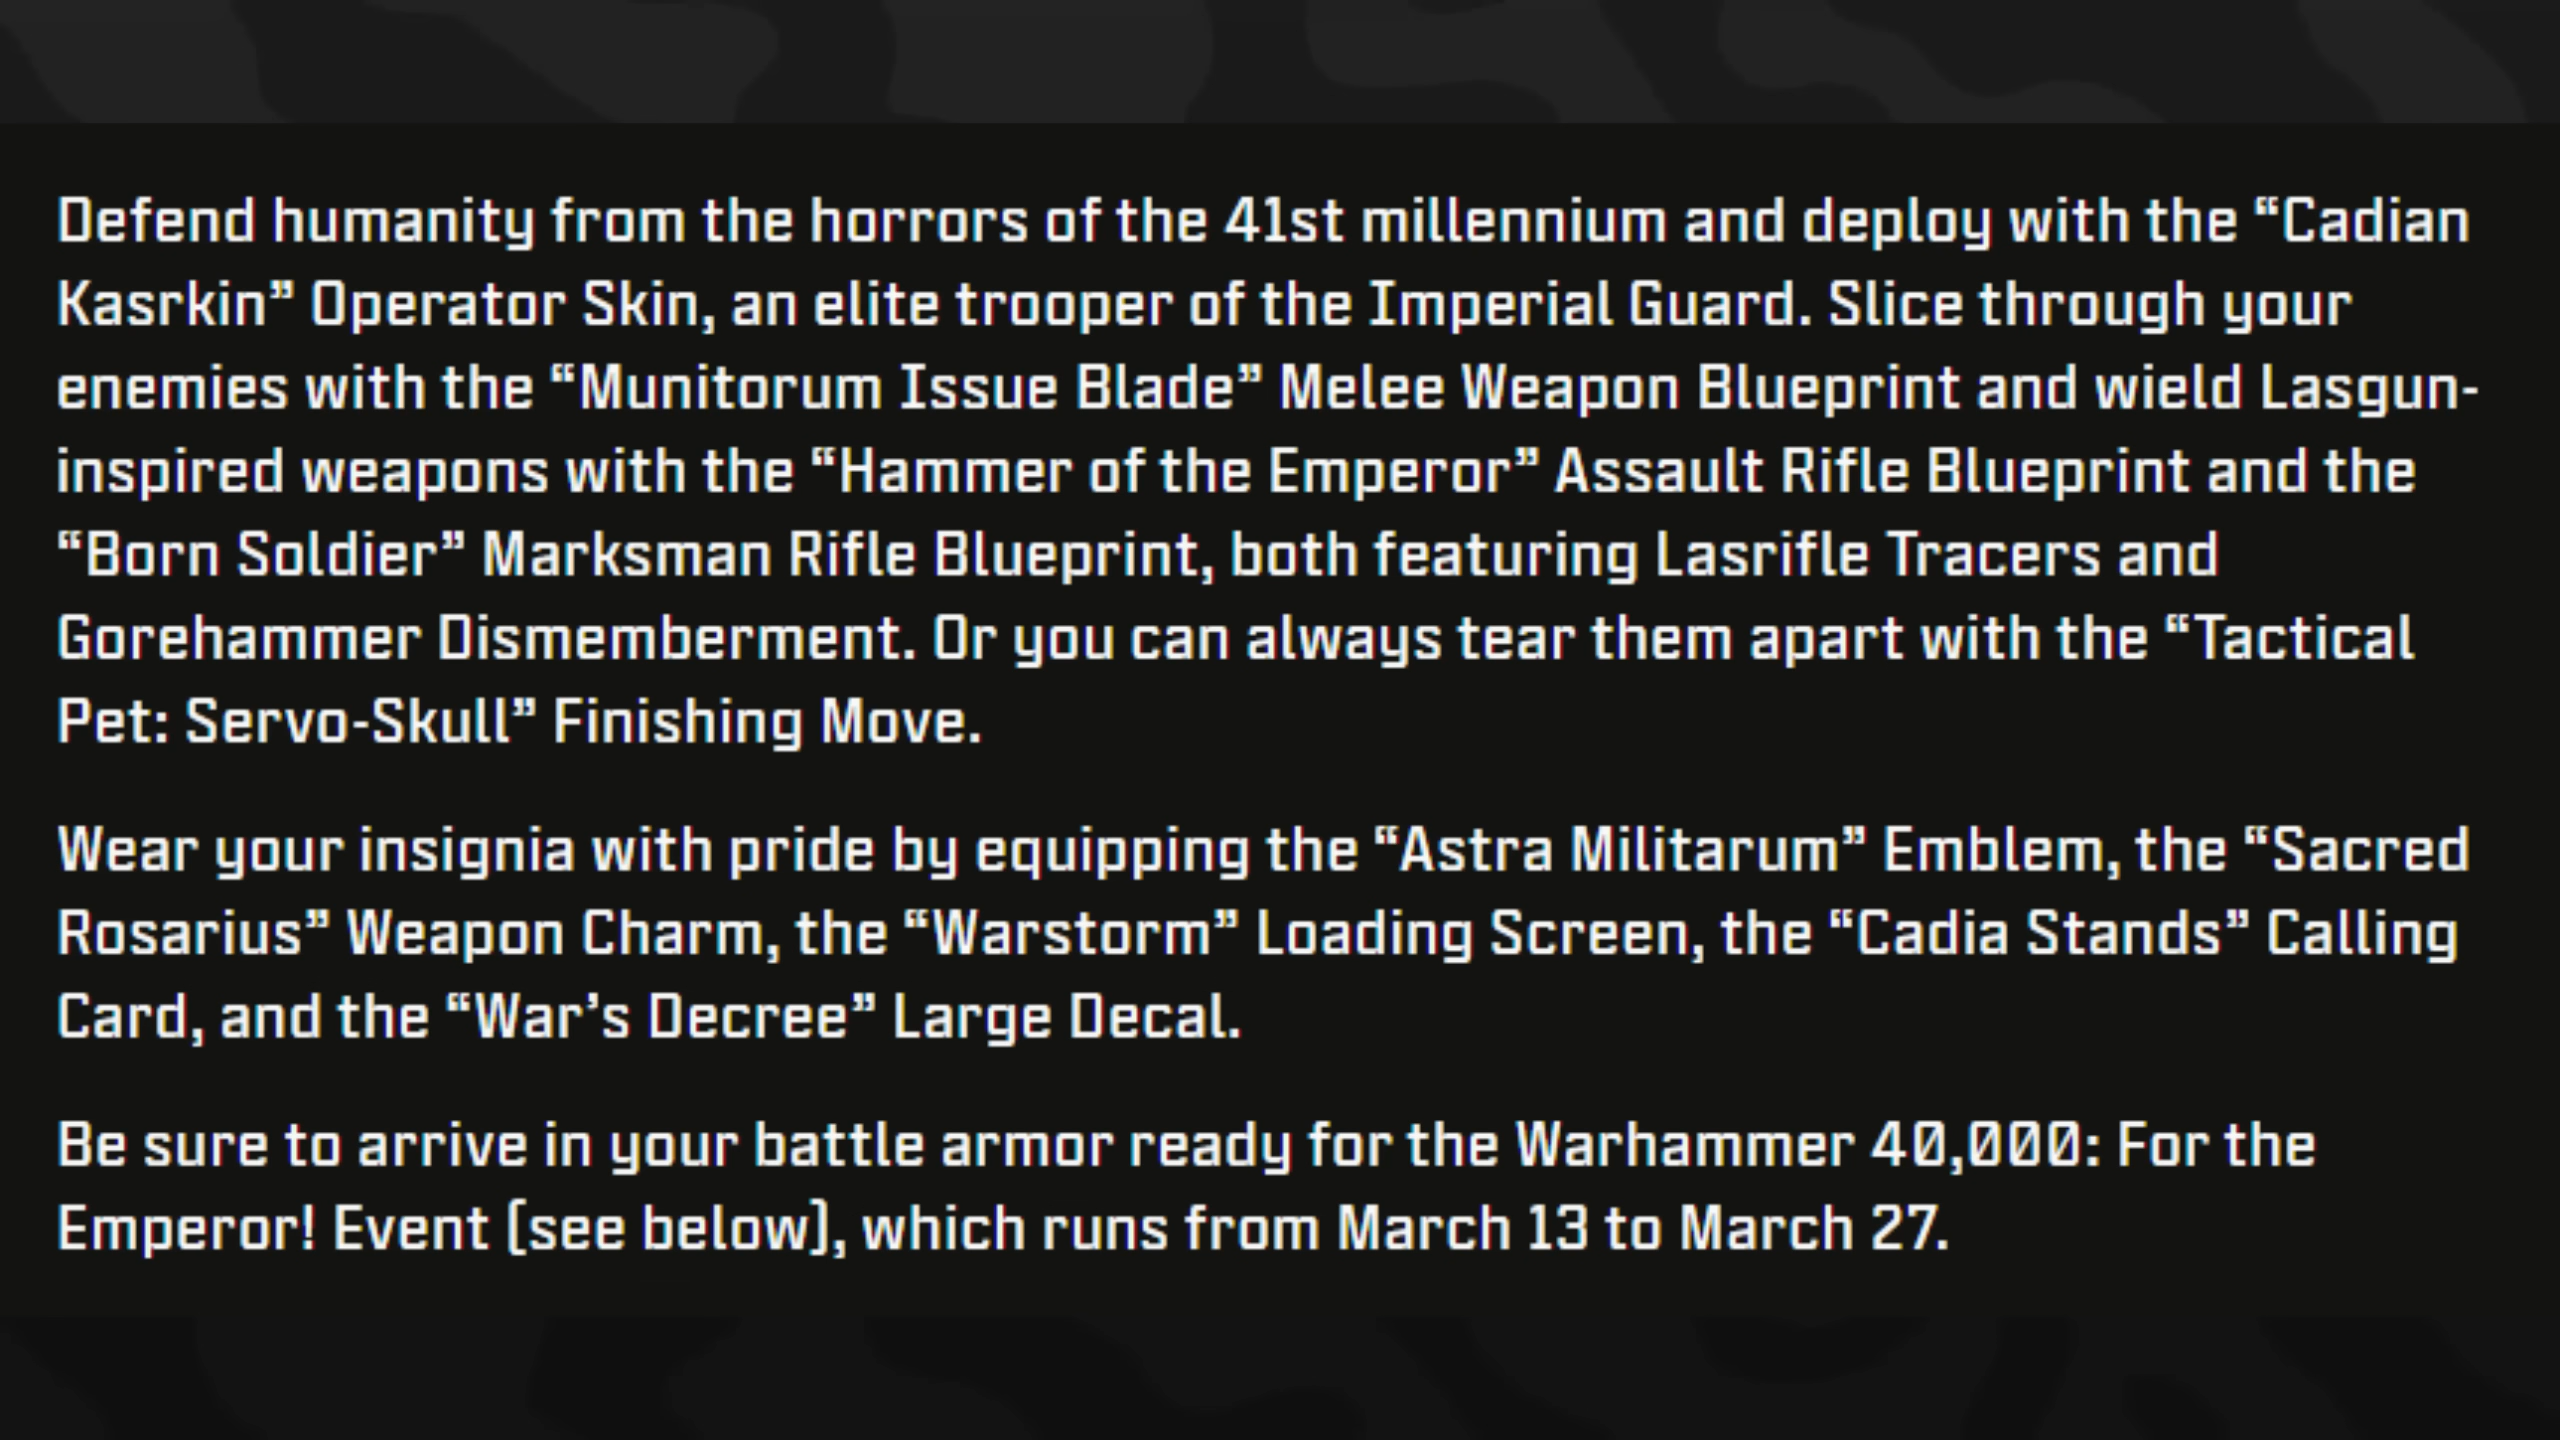 Defend humanity from the horrors of the 41st millennium and deploy with the “Cadian
Kasrkin” Operator Skin, an elite trooper of the Imperial Guard. Slice through your
enemies with the “Munitorum Issue Blade” Melee Weapon Blueprint and wield Lasgun-
inspired weapons with the “Hammer of the Emperor” Assault Rifle Blueprint and the
“Born Soldier” Marksman Rifle Blueprint, both featuring Lasrifle Tracers and
Gorehammer Dismemberment. Or you can always tear them apart with the “Tactical
Pet: Servo-Skull” Finishing Move.
Wear your insignia with pride by equipping the “Astra Militarum” Emblem, the “Sacred
Rosarius” Weapon Charm, the “Warstorm” Loading Screen, the “Cadia Stands” Calling
Card, and the “War’s Decree” Large Decal.
Be sure to arrive in your battle armor ready for the Warhammer 40,000: For the
Emperor! Event (see below), which runs from March 13 to March 27.